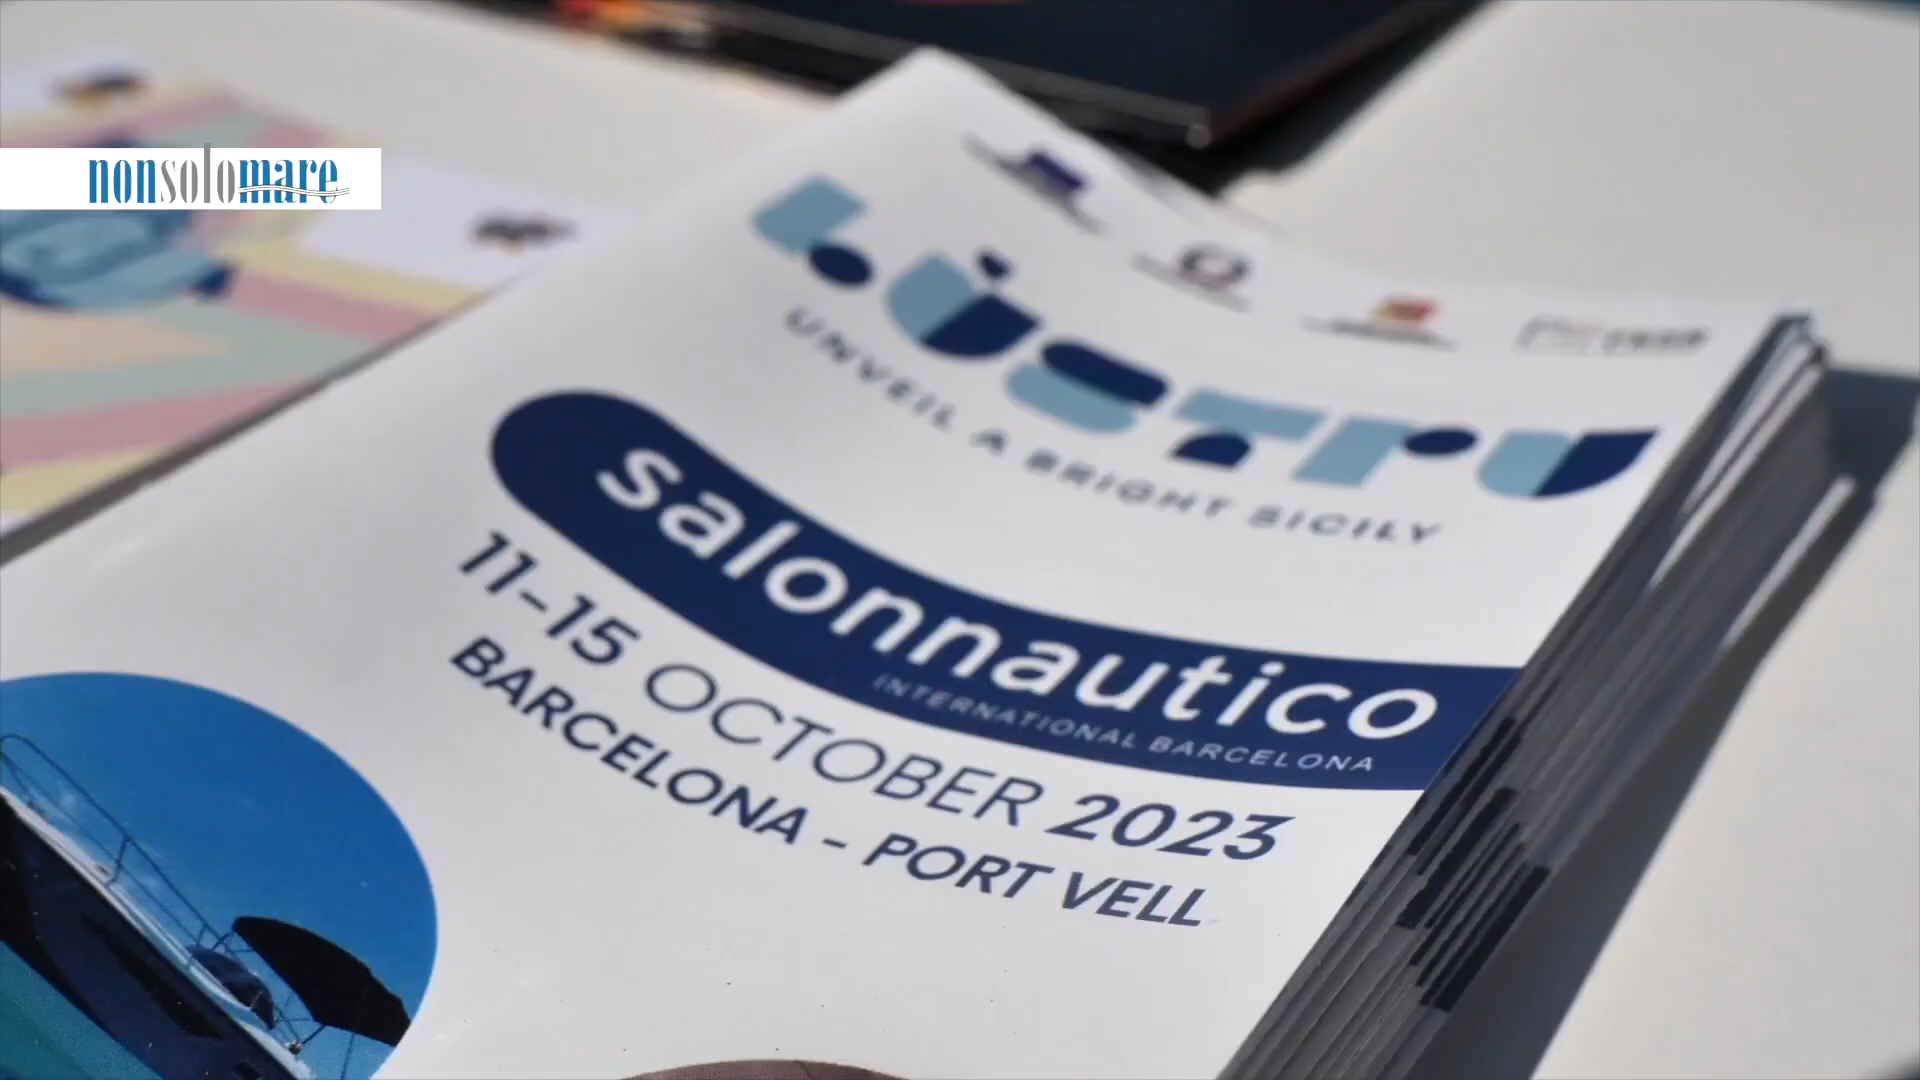 nonsolomare
LÙSTRU
UNVEIL A BRIGHT SICILY
salonnautico
INTERNATIONAL BARCELONA
11-15 OCTOBER 2023
BARCELONA - PORT VELL